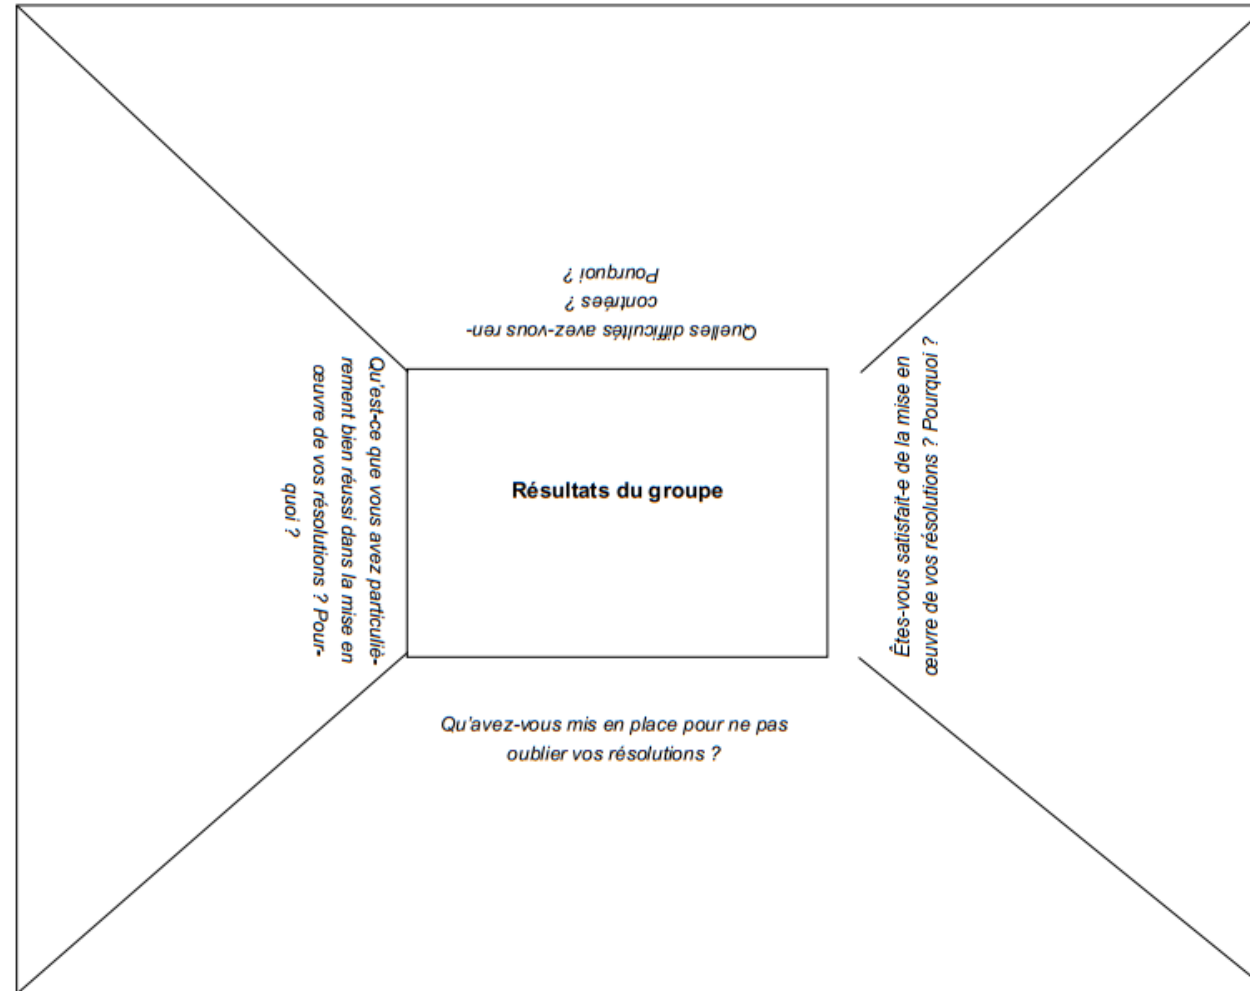 Quelles difficultés avez-vous ren-
contrées ?
Pourquoi ?
Qu'est-ce que vous avez particuliè-
rement bien réussi dans la mise en
œuvre de vos résolutions ? Pour-
quoi ?
Résultats du groupe
Êtes-vous satisfait-e de la mise en
œuvre de vos résolutions ? Pourquoi ?
Qu'avez-vous mis en place pour ne pas
oublier vos résolutions ?